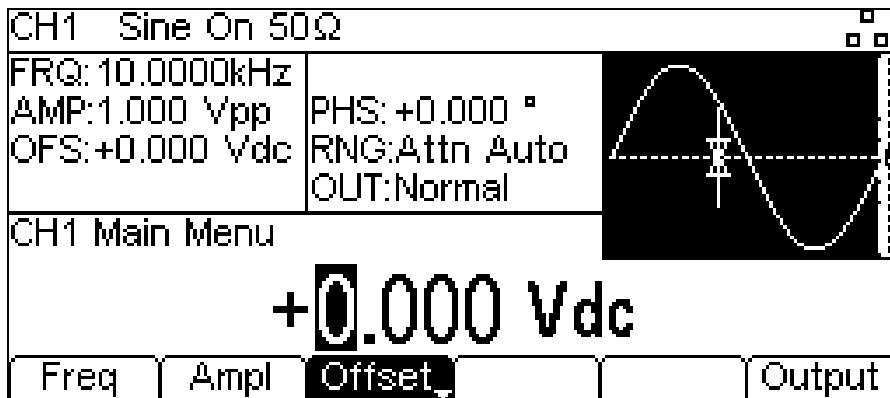 CH1 Sine On 50Ω
FRQ:10.0000kHz
AMP:1.000 Vpp
OFS:+0.000 Vdc
PHS:+0.000 °
RNG:Attn Auto
OUT:Normal
CH1 Main Menu
+0.000 Vdc
Freq Ampl Offset Output